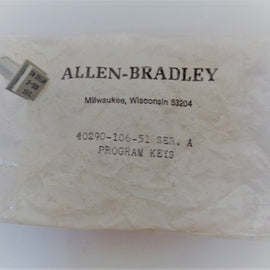 ALLEN-BRADLEY
Milwaukee, Wisconsin 53204
40290-106-51 SER. A
PROGRAM KEYS